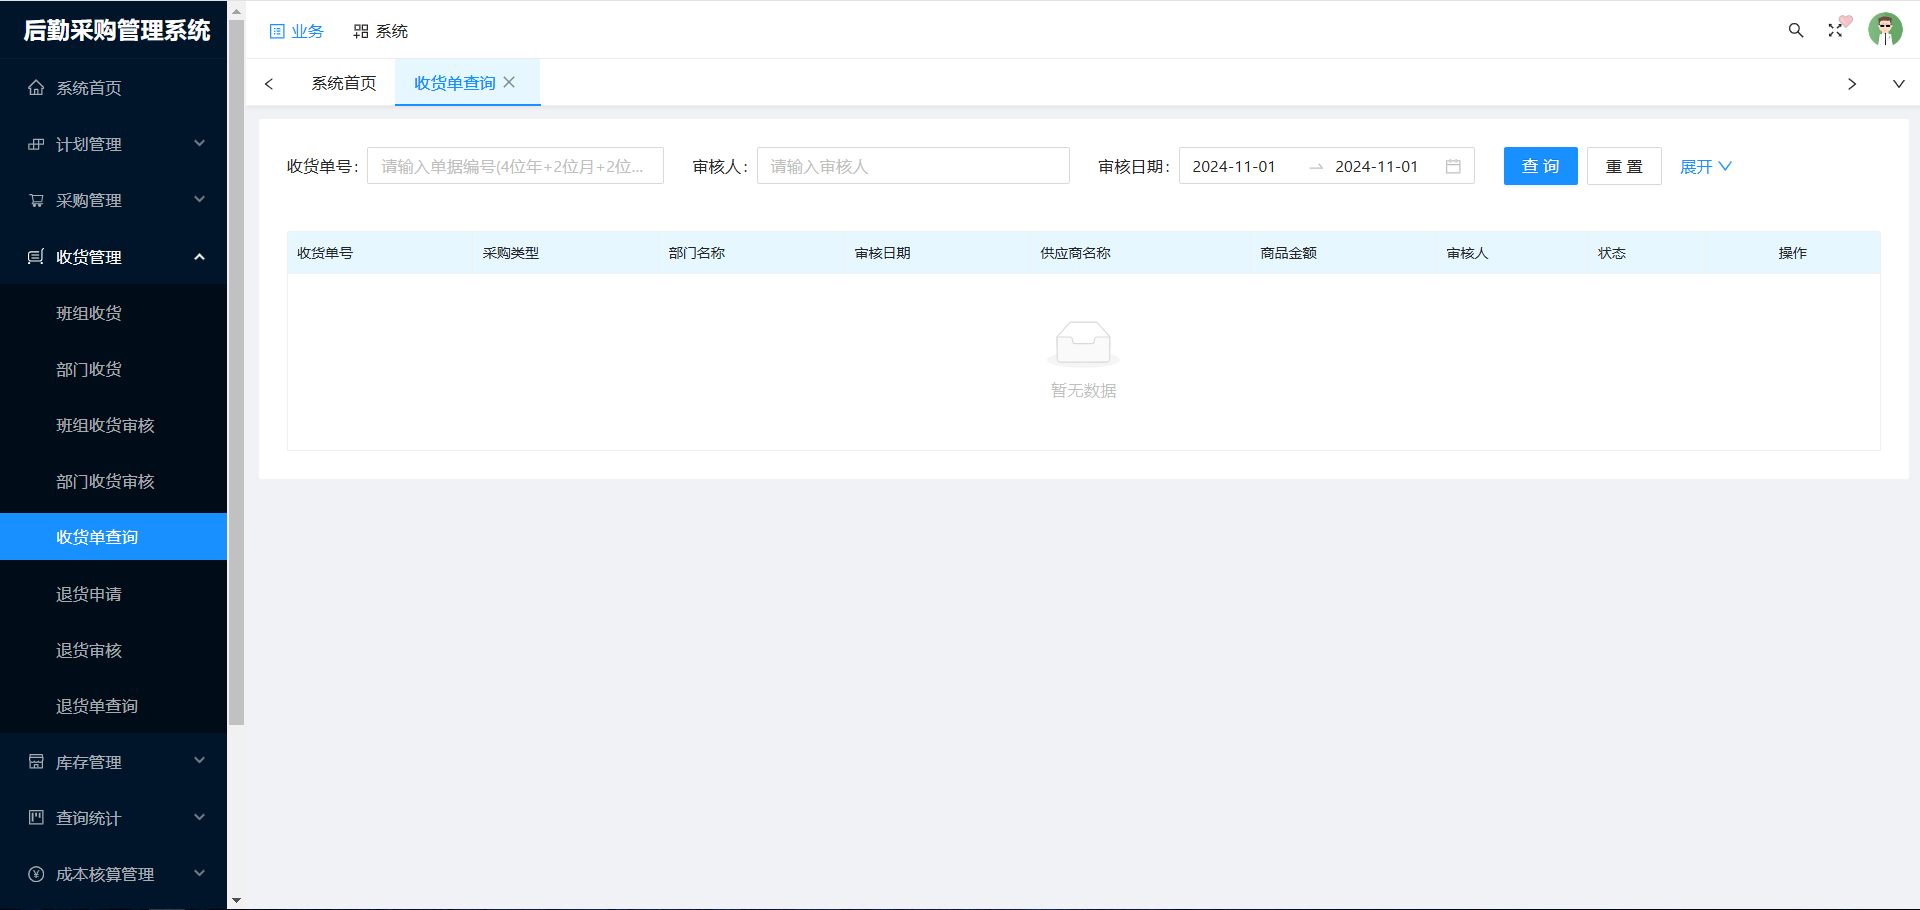 后勤采购管理系统
系统首页
计划管理
采购管理
收货管理
班组收货
部门收货
班组收货审核
部门收货审核
收货单查询
退货申请
退货审核
退货单查询
库存管理
查询统计
成本核算管理
业务 系统
系统首页 收货单查询
收货单号: 请输入单据编号(4位年+2位月+2位... 审核人: 请输入审核人 审核日期: 2024-11-01 → 2024-11-01 查 询 重 置 展开
收货单号 采购类型 部门名称 审核日期 供应商名称 商品金额 审核人 状态 操作
暂无数据